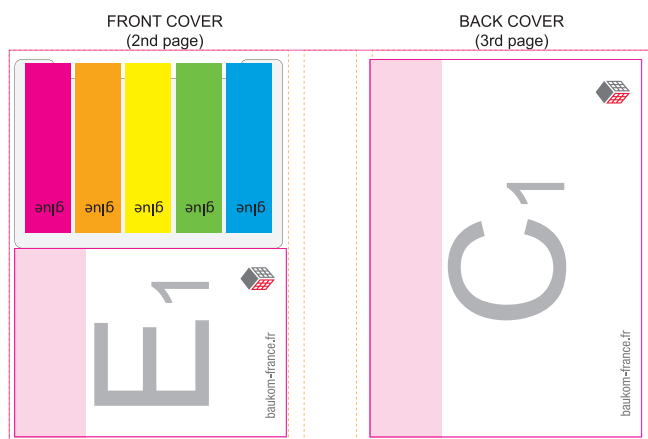 FRONT COVER
(2nd page)
BACK COVER
(3rd page)
glue glue glue glue glue
E1
baukom-france.fr
C1
baukom-france.fr